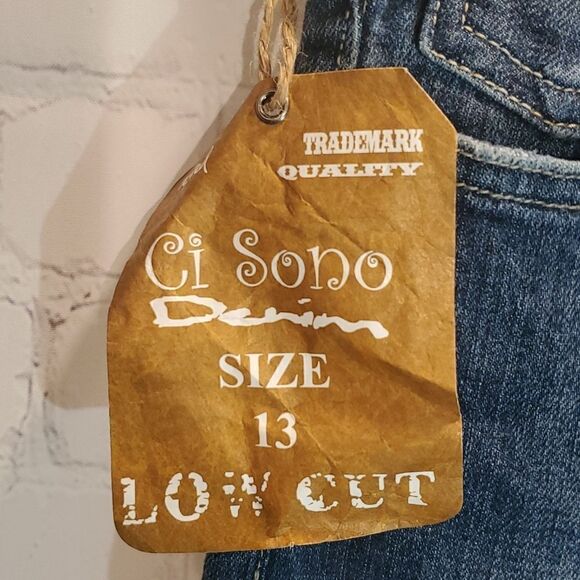 TRADEMARK
QUALITY
Ci Sono
Denim
SIZE
13
LOW CUT